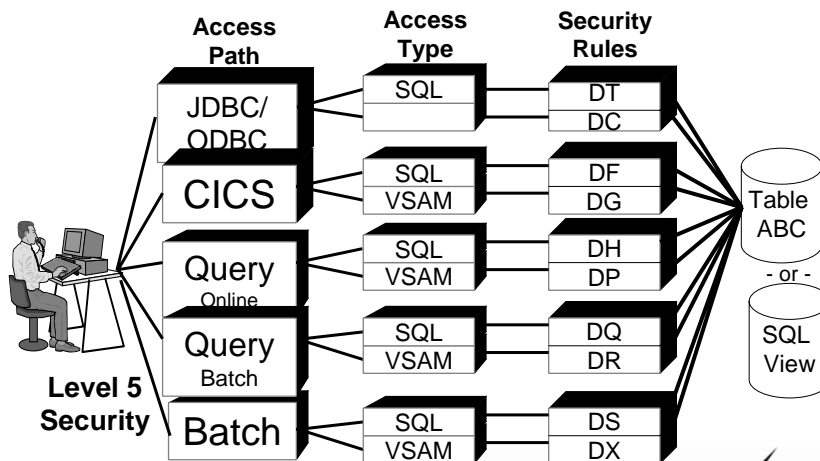 Access
Path
Access
Type
Security
Rules
JDBC/
ODBC
SQL
DT
DC
CICS
SQL
VSAM
DF
DG
Table
ABC
Query
Online
SQL
VSAM
DH
DP
- or -
Query
Batch
SQL
VSAM
DQ
DR
SQL
View
Level 5
Security
Batch
SQL
VSAM
DS
DX